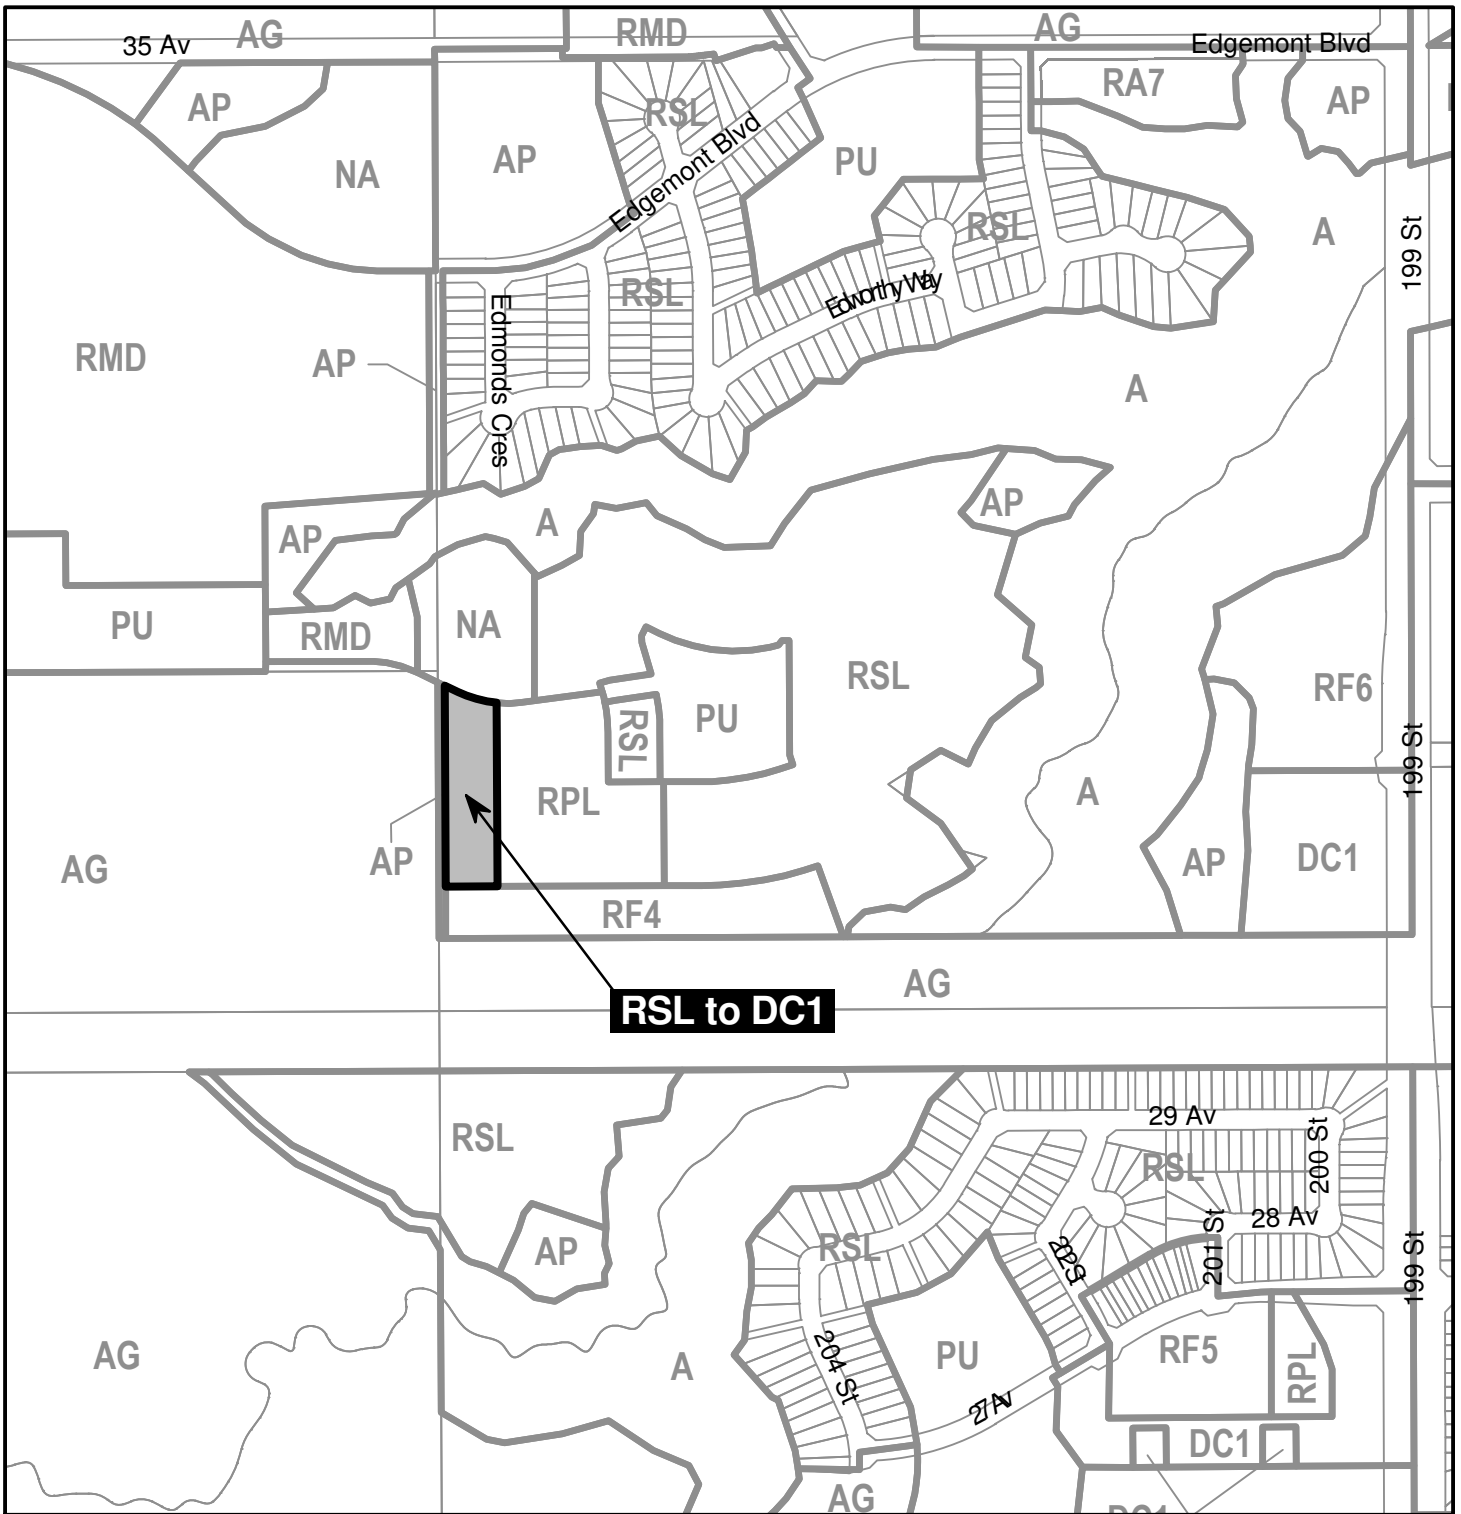 AG
RMD
AG
35 Av
Edgemont Blvd
RA7
AP
AP
RSL
AP
NA
Edgemont Blvd
PU
RSL
A
199 St
RSL
Edworthy Way
Edmonds Cres
RMD
AP
A
AP
AP
A
PU
RMD
NA
RSL
RF6
RSL
PU
199 St
RPL
A
AG
AP
AP
DC1
RF4
AG
RSL to DC1
29 Av
RSL
RSL
200 St
28 Av
AP
RSL
202 St
201 St
199 St
AG
A
204 St
PU
RF5
RPL
27 Av
DC1
AG
DC1